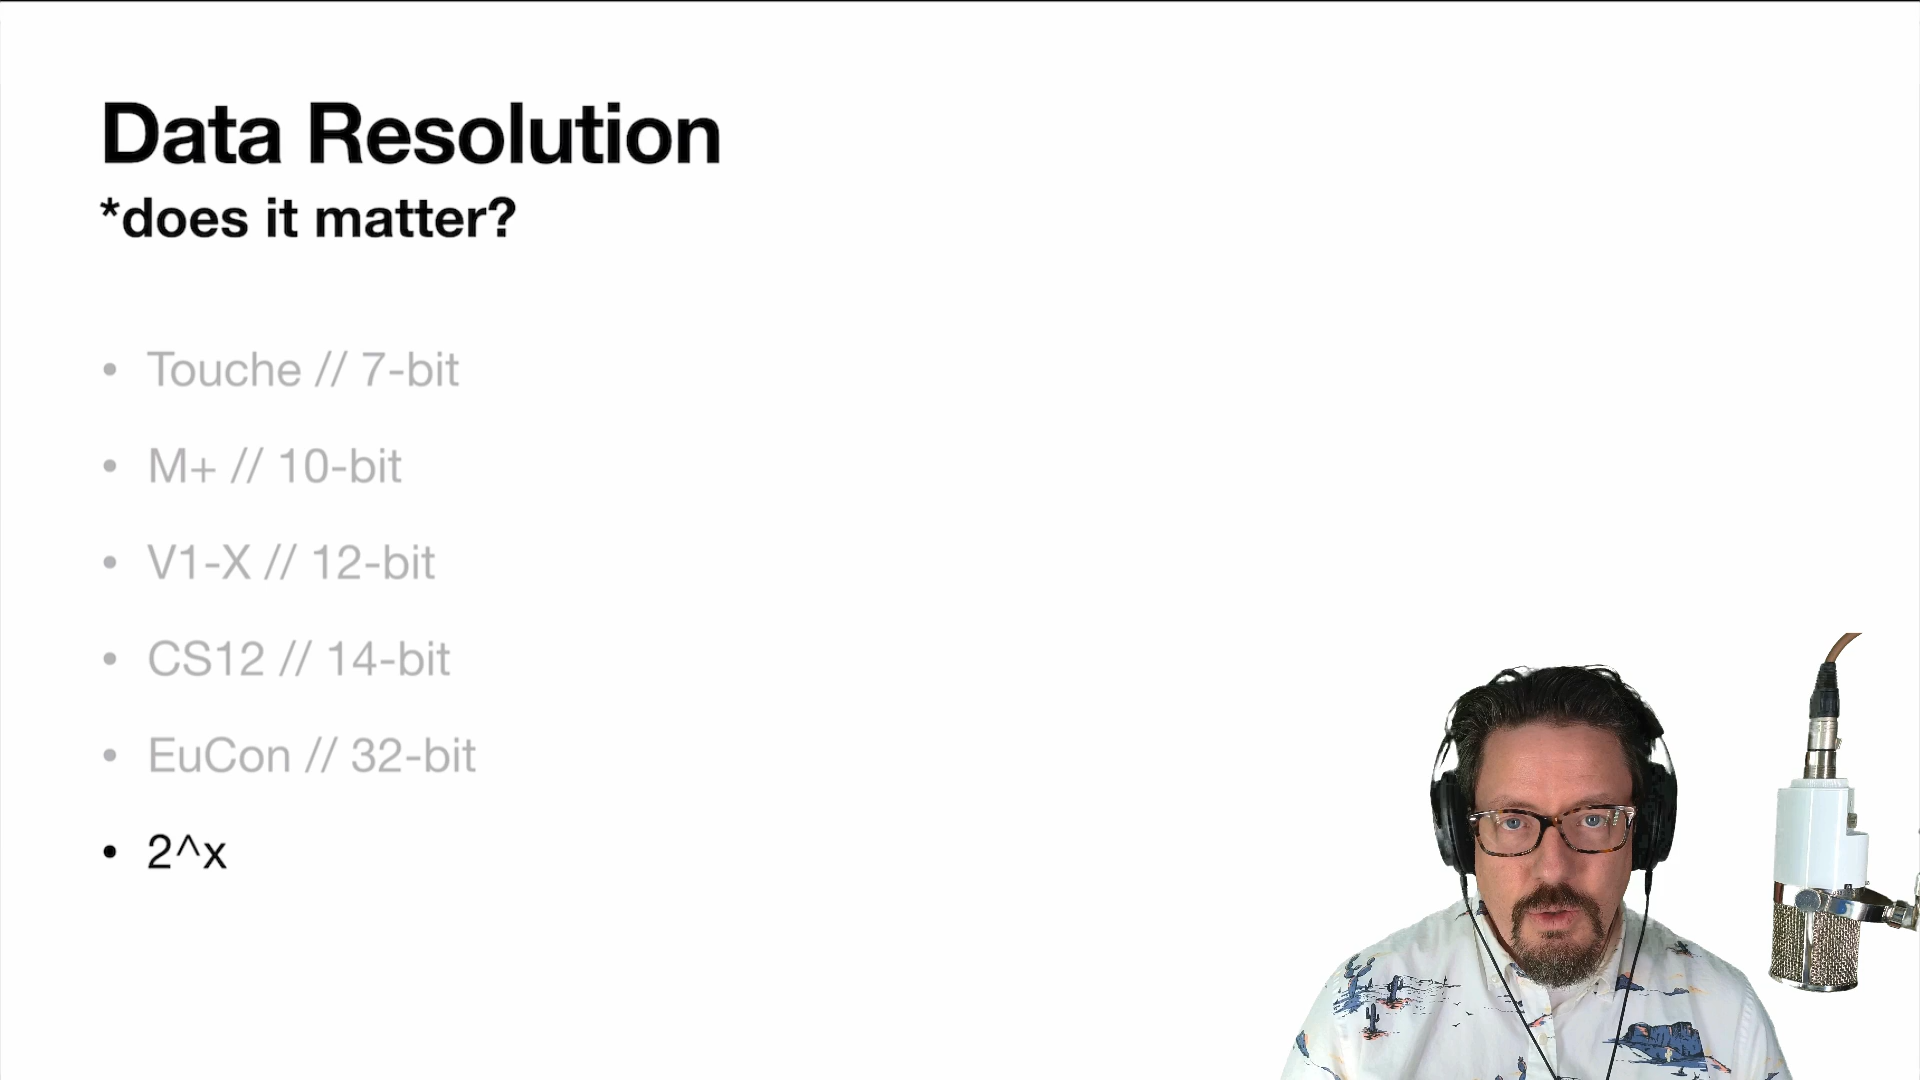 Data Resolution
*does it matter?
• Touche // 7-bit
• M+ // 10-bit
• V1-X // 12-bit
• CS12 // 14-bit
• EuCon // 32-bit
• 2^x